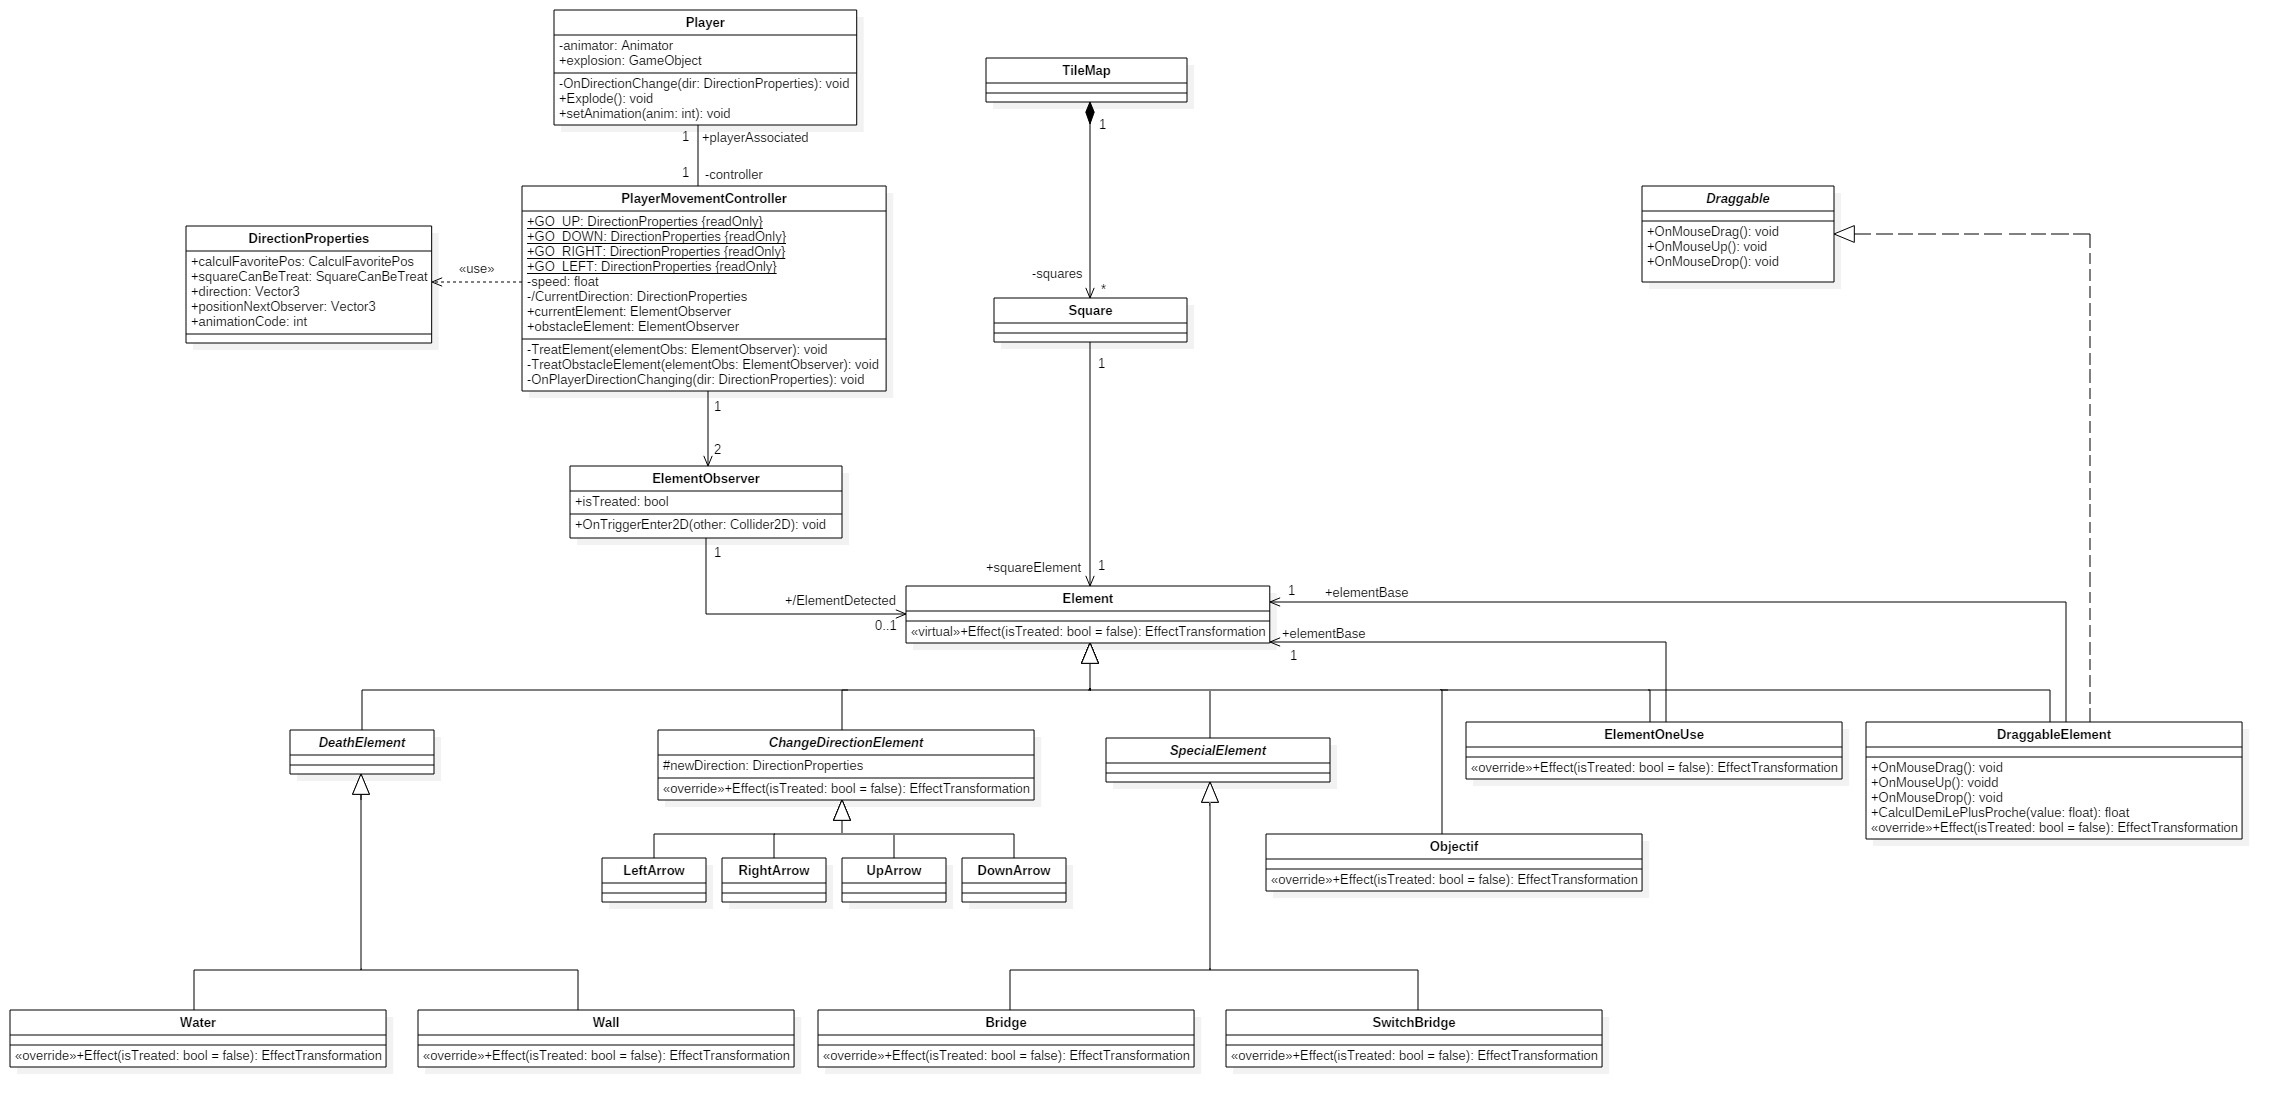 Player
-animator: Animator
+explosion: GameObject
-OnDirectionChange(dir: DirectionProperties): void
+Explode(): void
+setAnimation(anim: int): void
1
+playerAssociated
1
-controller
PlayerMovementController
+GO_UP: DirectionProperties {readOnly}
+GO_DOWN: DirectionProperties {readOnly}
+GO_RIGHT: DirectionProperties {readOnly}
+GO_LEFT: DirectionProperties {readOnly}
-speed: float
-/CurrentDirection: DirectionProperties
+currentElement: ElementObserver
+obstacleElement: ElementObserver
-TreatElement(elementObs: ElementObserver): void
-TreatObstacleElement(elementObs: ElementObserver): void
-OnPlayerDirectionChanging(dir: DirectionProperties): void
«use»
DirectionProperties
+calculFavoritePos: CalculFavoritePos
+squareCanBeTreat: SquareCanBeTreat
+direction: Vector3
+positionNextObserver: Vector3
+animationCode: int
1
2
ElementObserver
+isTreated: bool
+OnTriggerEnter2D(other: Collider2D): void
1
+/ElementDetected
0..1
TileMap
1
-squares
*
Square
1
+squareElement
1
Element
«virtual»+Effect(isTreated: bool = false): EffectTransformation
1
+elementBase
+elementBase
1
Draggable
+OnMouseDrag(): void
+OnMouseUp(): void
+OnMouseDrop(): void
DeathElement
ChangeDirectionElement
#newDirection: DirectionProperties
«override»+Effect(isTreated: bool = false): EffectTransformation
SpecialElement
ElementOneUse
«override»+Effect(isTreated: bool = false): EffectTransformation
DraggableElement
+OnMouseDrag(): void
+OnMouseUp(): voidd
+OnMouseDrop(): void
+CalculDemiLePlusProche(value: float): float
«override»+Effect(isTreated: bool = false): EffectTransformation
LeftArrow
RightArrow
UpArrow
DownArrow
Objectif
«override»+Effect(isTreated: bool = false): EffectTransformation
Water
«override»+Effect(isTreated: bool = false): EffectTransformation
Wall
«override»+Effect(isTreated: bool = false): EffectTransformation
Bridge
«override»+Effect(isTreated: bool = false): EffectTransformation
SwitchBridge
«override»+Effect(isTreated: bool = false): EffectTransformation